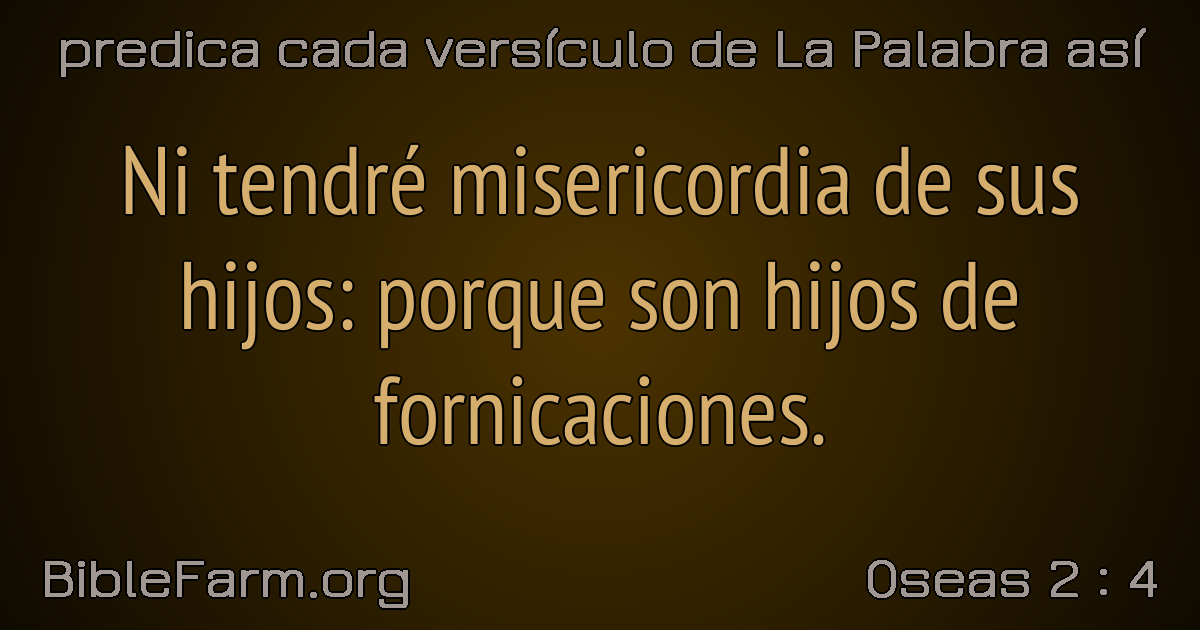 predica cada versículo de La Palabra así
Ni tendré misericordia de sus
hijos: porque son hijos de
fornicaciones.
BibleFarm.org
Oseas 2 : 4